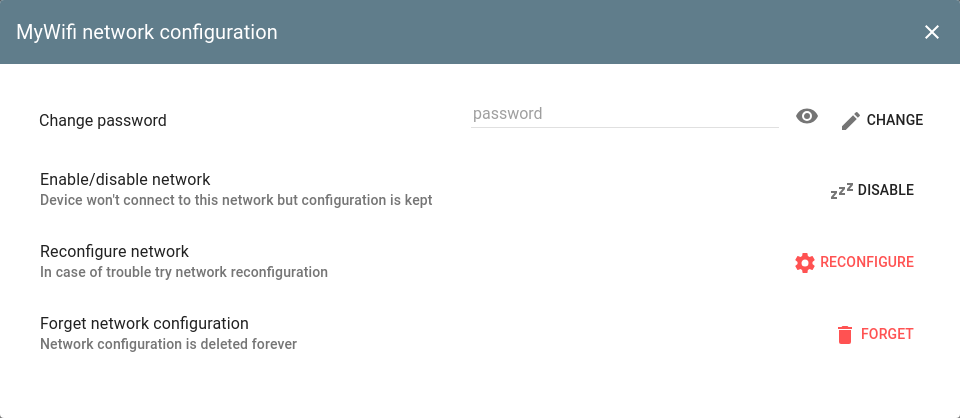 MyWifi network configuration
Change password
password
CHANGE
Enable/disable network
Device won't connect to this network but configuration is kept
zzZ DISABLE
Reconfigure network
In case of trouble try network reconfiguration
RECONFIGURE
Forget network configuration
Network configuration is deleted forever
FORGET